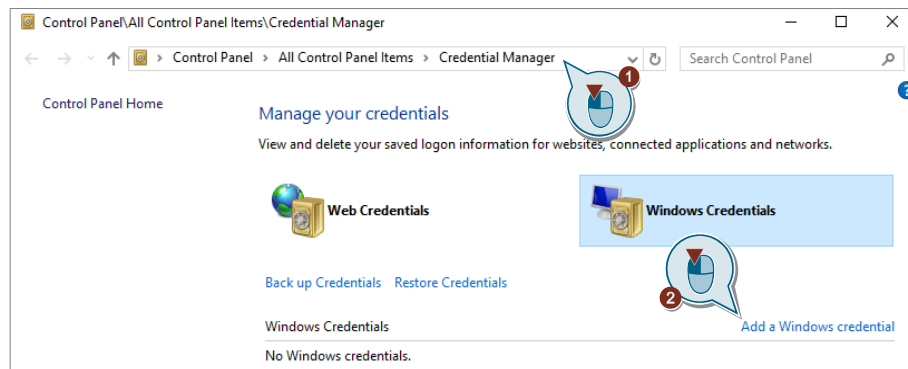 Control Panel\All Control Panel Items\Credential Manager
Control Panel > All Control Panel Items > Credential Manager
Search Control Panel
1
Control Panel Home
Manage your credentials
View and delete your saved logon information for websites, connected applications and networks.
Web Credentials
Windows Credentials
Back up Credentials Restore Credentials
2
Windows Credentials
Add a Windows credential
No Windows credentials.